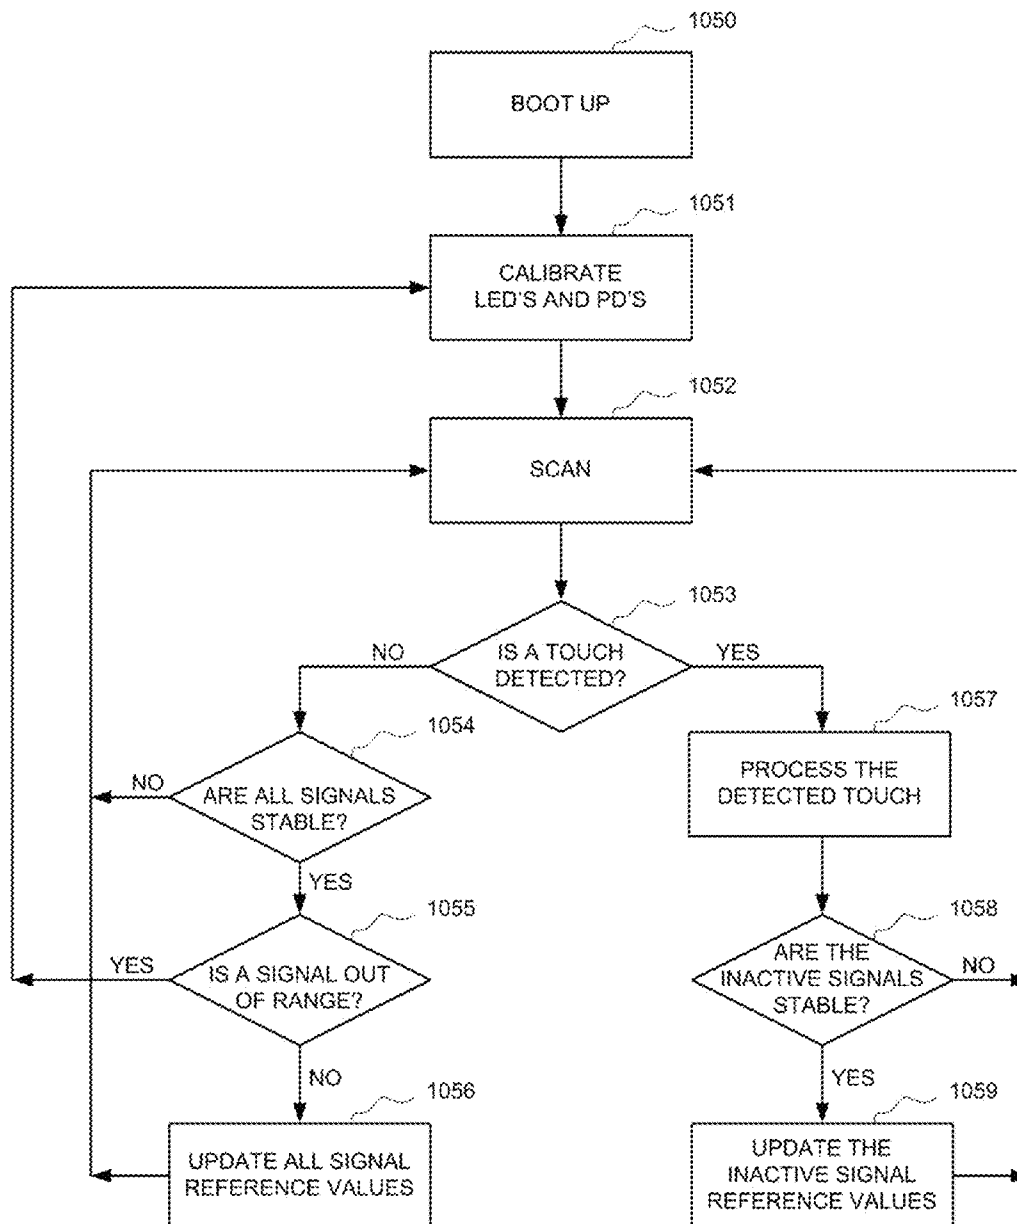 1050
BOOT UP
1051
CALIBRATE
LED'S AND PD'S
1052
SCAN
1053
IS A TOUCH
DETECTED?
NO
YES
1054
ARE ALL SIGNALS
STABLE?
NO
YES
1057
PROCESS THE
DETECTED TOUCH
1055
IS A SIGNAL OUT
OF RANGE?
YES
NO
1058
ARE THE
INACTIVE SIGNALS
STABLE?
NO
YES
1056
UPDATE ALL SIGNAL
REFERENCE VALUES
1059
UPDATE THE
INACTIVE SIGNAL
REFERENCE VALUES